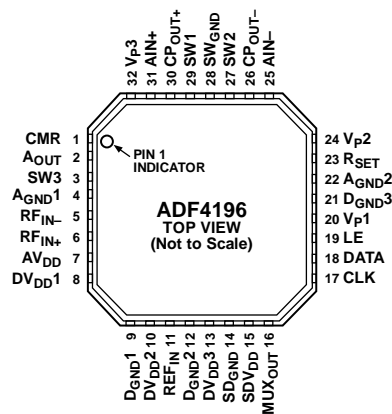 32 VP3
31 AIN+
30 CPOUT+
29 SW1
28 SWGND
27 SW2
26 CPOUT–
25 AIN–
CMR 1
AOUT 2
SW3 3
AGND1 4
RFIN– 5
RFIN+ 6
AVDD 7
DVDD1 8
PIN 1
INDICATOR
ADF4196
TOP VIEW
(Not to Scale)
24 VP2
23 RSET
22 AGND2
21 DGND3
20 VP1
19 LE
18 DATA
17 CLK
DGND1 9
DVDD2 10
REFIN 11
DGND2 12
DVDD3 13
SDGND 14
SDVDD 15
MUXOUT 16